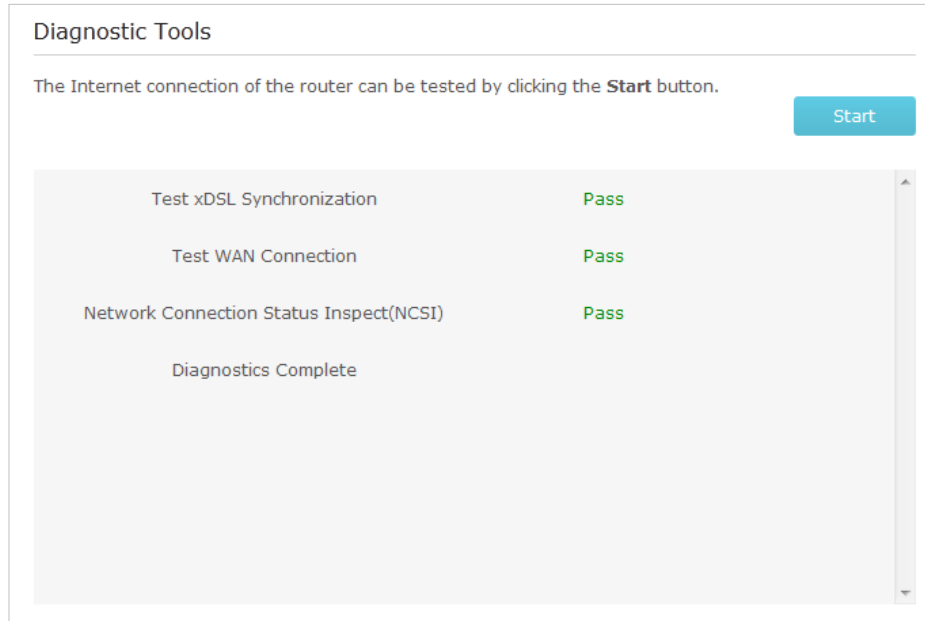 Diagnostic Tools
The Internet connection of the router can be tested by clicking the Start button.
Start
Test xDSL Synchronization Pass
Test WAN Connection Pass
Network Connection Status Inspect(NCSI) Pass
Diagnostics Complete